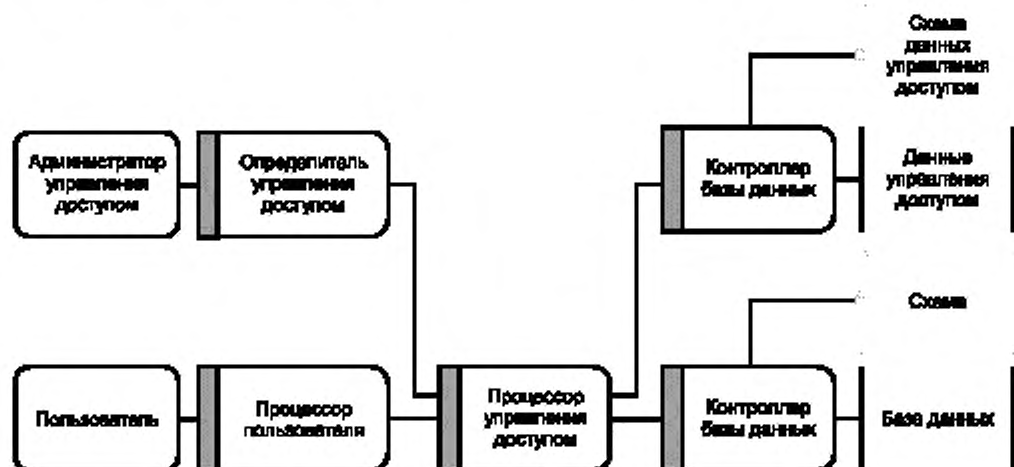 Схема
данных
управления
доступом
Администратор
управления
доступом
Определитель
управления
доступом
Контроллер
базы данных
Данные
управления
доступом
Схема
Пользователь
Процессор
пользователя
Процессор
управления
доступом
Контроллер
базы данных
База данных